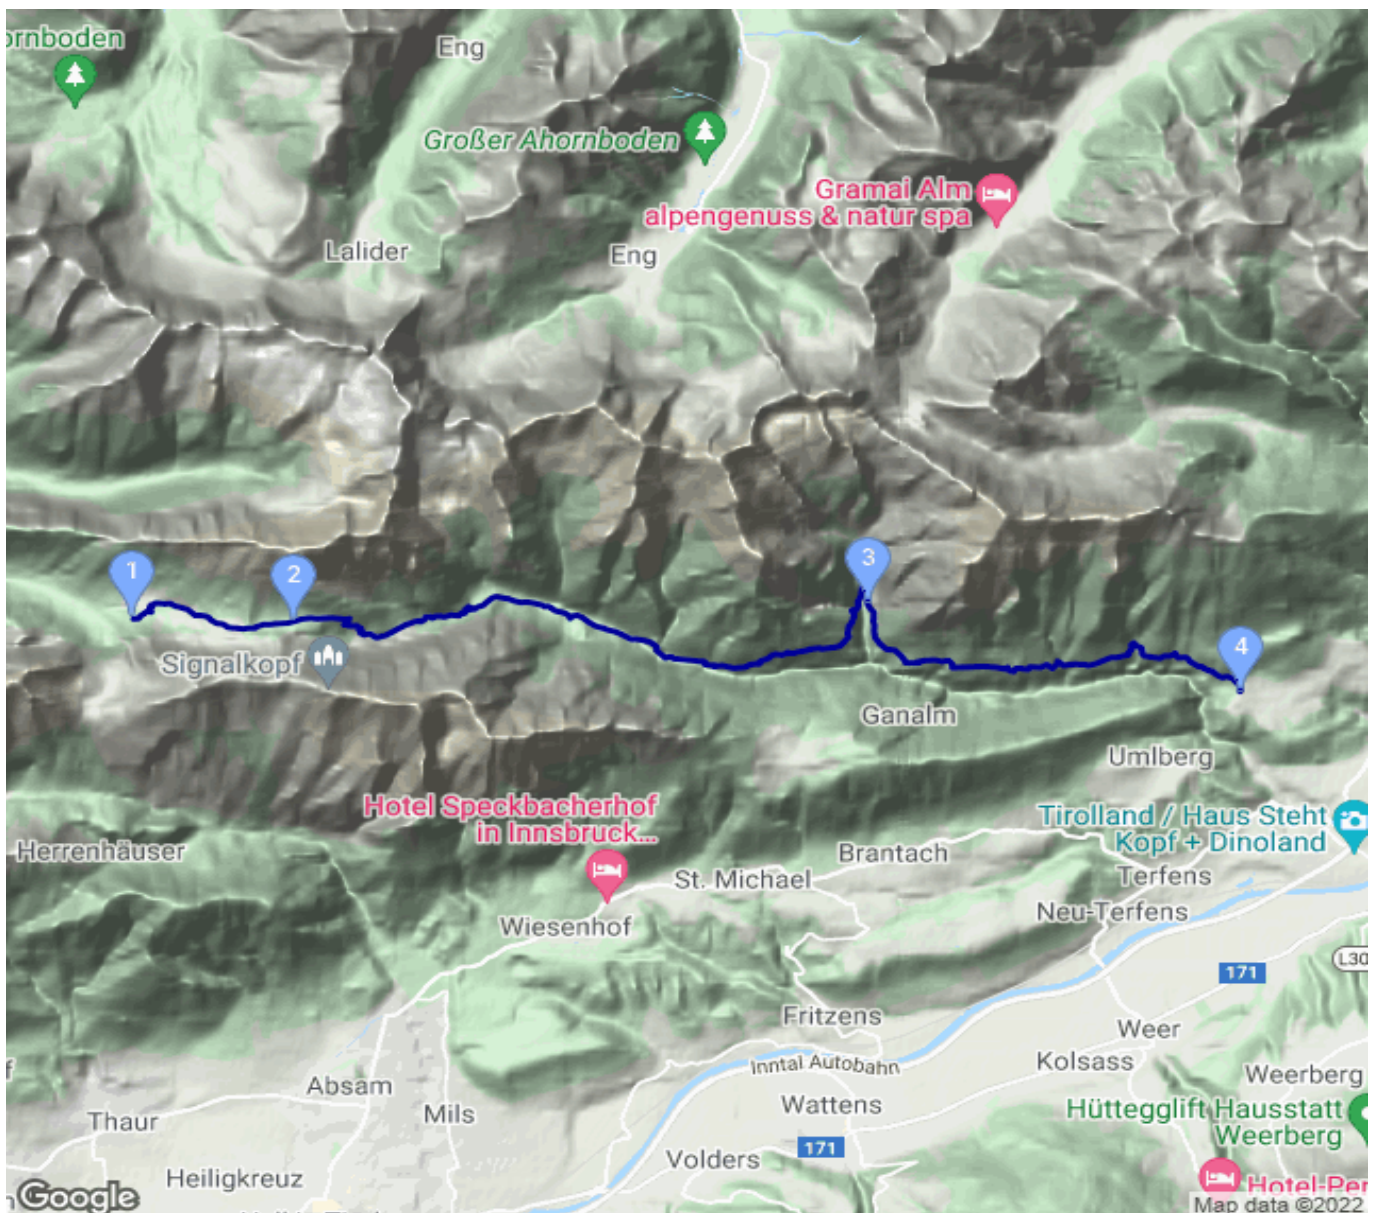 ornboden
Eng
Großer Ahornboden
Gramai Alm
alpengenuss & natur spa
Lalider
Eng
1
2
3
4
Signalkopf
Ganalm
Umlberg
Hotel Speckbacherhof
in Innsbruck...
Tirolland / Haus Steht
Kopf + Dinoland
Herrenhäuser
Brantach
St. Michael
Terfens
Neu-Terfens
Wiesenhof
L30
171
Fritzens
Weer
Inntal Autobahn
Kolsass
Absam
Weerberg
Mils
Wattens
Hüttegglift Hausstatt
Weerberg
Thaur
171
Volders
Heiligkreuz
Hotel-Per
Google
Map data ©2022